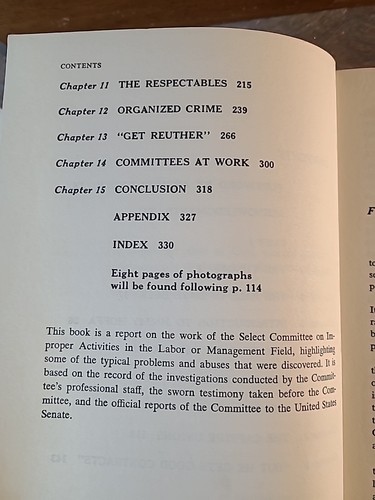 CONTENTS
Chapter 11 THE RESPECTABLES 215
Chapter 12 ORGANIZED CRIME 239
Chapter 13 "GET REUTHER" 266
Chapter 14 COMMITTEES AT WORK 300
Chapter 15 CONCLUSION 318
APPENDIX 327
INDEX 330
Eight pages of photographs
will be found following p. 114
This book is a report on the work of the Select Committee on Im-
proper Activities in the Labor or Management Field, highlighting
some of the typical problems and abuses that were discovered. It is
based on the record of the investigations conducted by the Commit-
tee's professional staff, the sworn testimony taken before the Com-
mittee, and the official reports of the Committee to the United States
Senate.